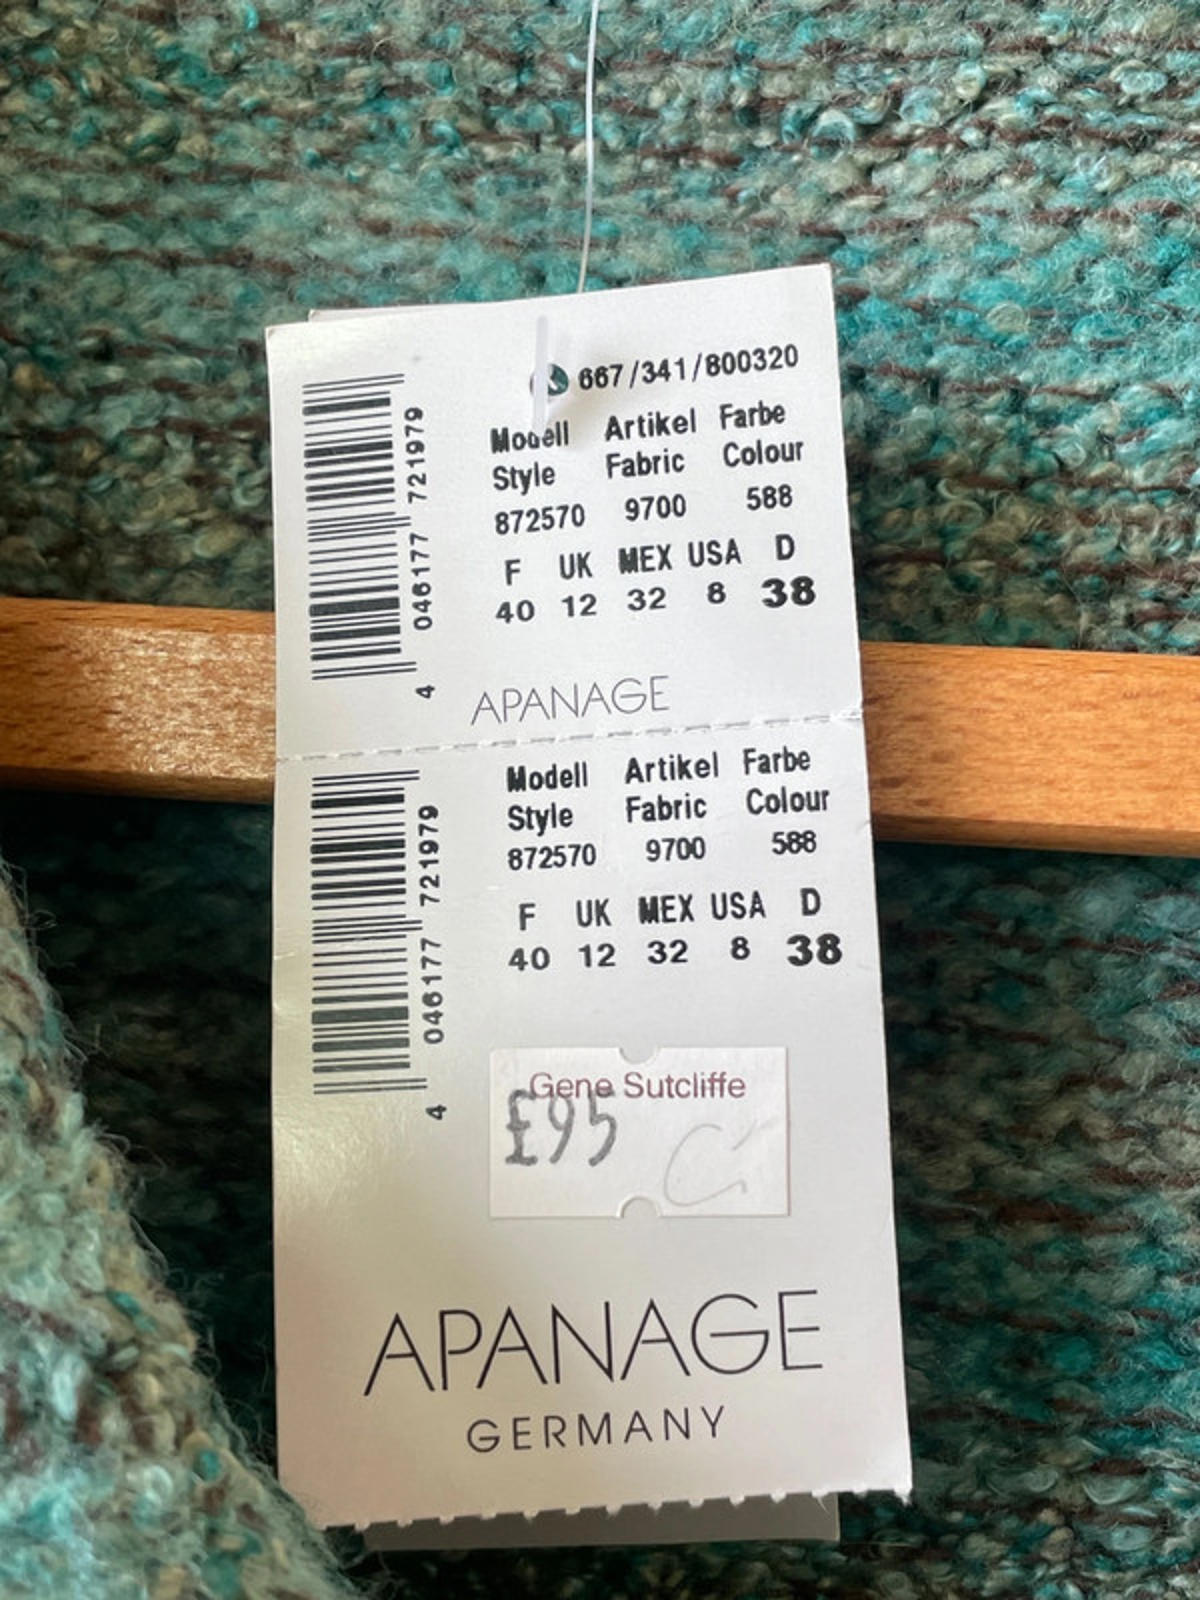 667/341/800320
Modell Artikel Farbe
Style Fabric Colour
872570 9700 588
F UK MEX USA D
40 12 32 8 38
4 046177 721979
APANAGE
Modell Artikel Farbe
Style Fabric Colour
872570 9700 588
F UK MEX USA D
40 12 32 8 38
4 046177 721979
Gene Sutcliffe
£95 C
APANAGE
GERMANY